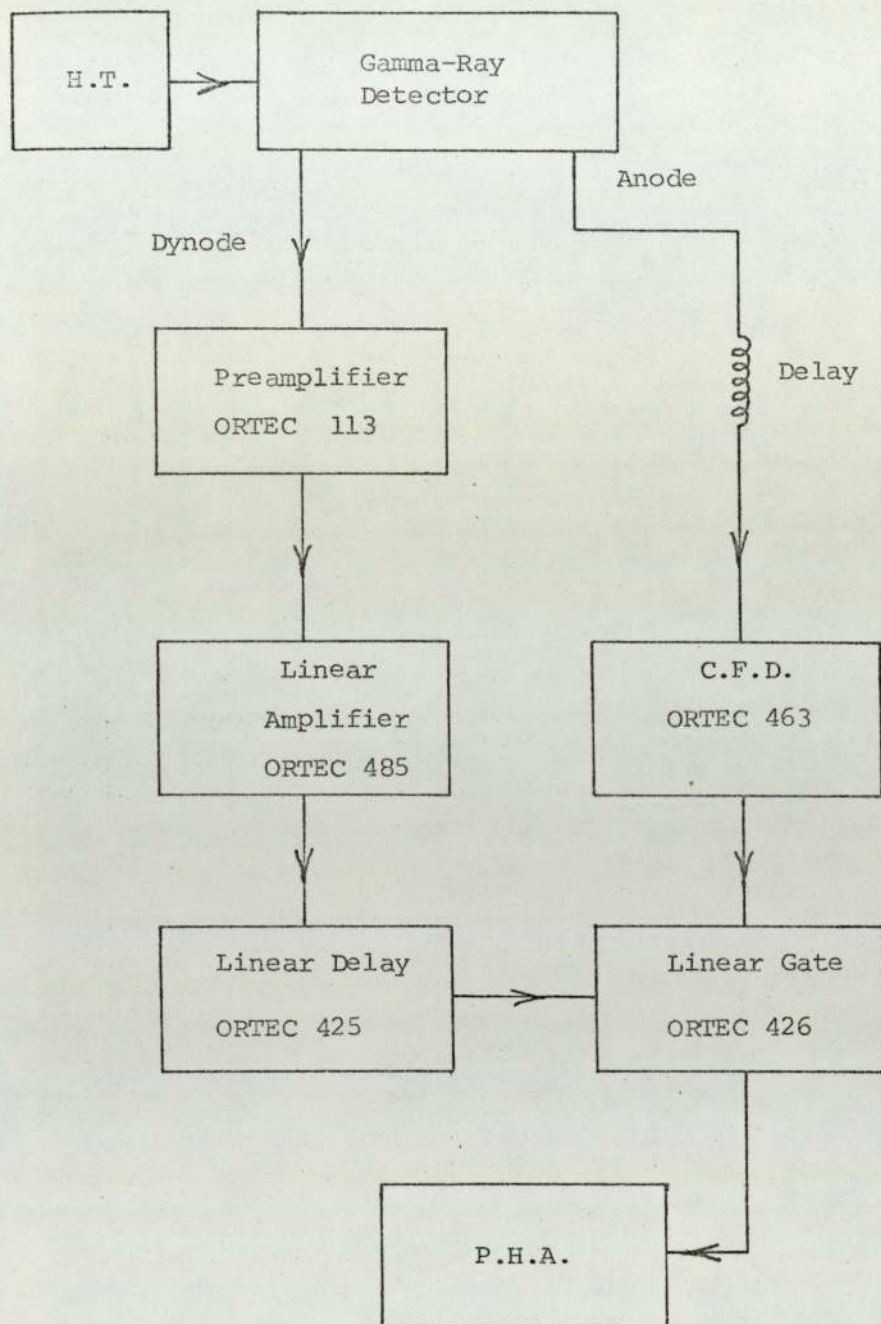 H.T.
Gamma-Ray
Detector
Anode
Dynode
Preamplifier
ORTEC 113
Delay
Linear
Amplifier
ORTEC 485
C.F.D.
ORTEC 463
Linear Delay
ORTEC 425
Linear Gate
ORTEC 426
P.H.A.